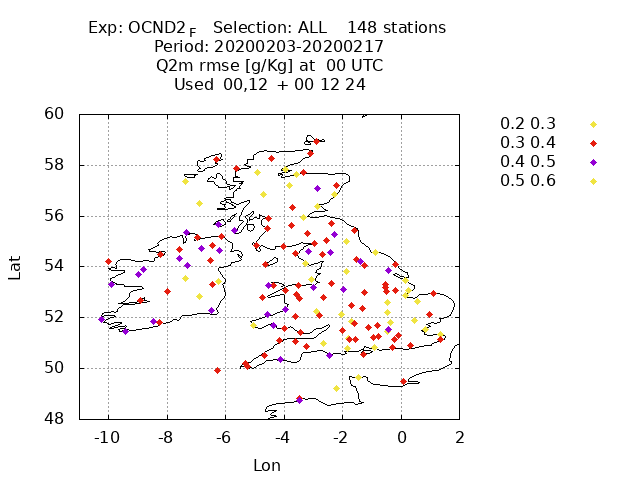 Exp: OCND2 F Selection: ALL 148 stations
Period: 20200203-20200217
Q2m rmse [g/Kg] at 00 UTC
Used 00,12 + 00 12 24
0.2 0.3
0.3 0.4
0.4 0.5
0.5 0.6
Lat
60
58
56
54
52
50
48
-10 -8 -6 -4 -2 0 2
Lon